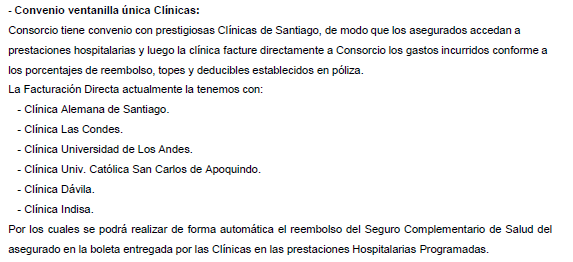 - Convenio ventanilla única Clínicas:
Consorcio tiene convenio con prestigiosas Clínicas de Santiago, de modo que los asegurados accedan a
prestaciones hospitalarias y luego la clínica facture directamente a Consorcio los gastos incurridos conforme a
los porcentajes de reembolso, topes y deducibles establecidos en póliza.
La Facturación Directa actualmente la tenemos con:
- Clínica Alemana de Santiago.
- Clínica Las Condes.
- Clínica Universidad de Los Andes.
- Clínica Univ. Católica San Carlos de Apoquindo.
- Clínica Dávila.
- Clínica Indisa.
Por los cuales se podrá realizar de forma automática el reembolso del Seguro Complementario de Salud del
asegurado en la boleta entregada por las Clínicas en las prestaciones Hospitalarias Programadas.